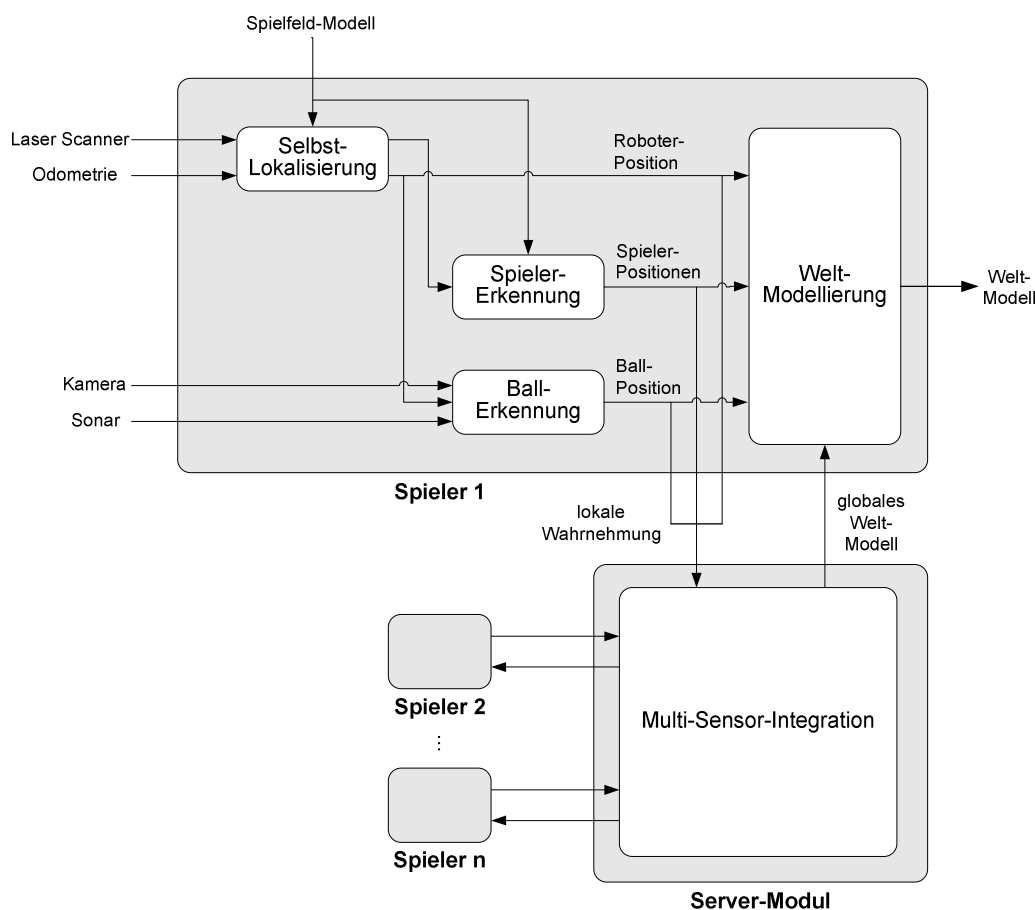 Spielfeld-Modell
Laser Scanner
Odometrie
Selbst-
Lokalisierung
Roboter-
Position
Spieler-
Erkennung
Spieler-
Positionen
Welt-
Modellierung
Welt-
Modell
Kamera
Sonar
Ball-
Erkennung
Ball-
Position
Spieler 1
lokale
Wahrnehmung
globales
Welt-
Modell
Spieler 2
...
Spieler n
Multi-Sensor-Integration
Server-Modul